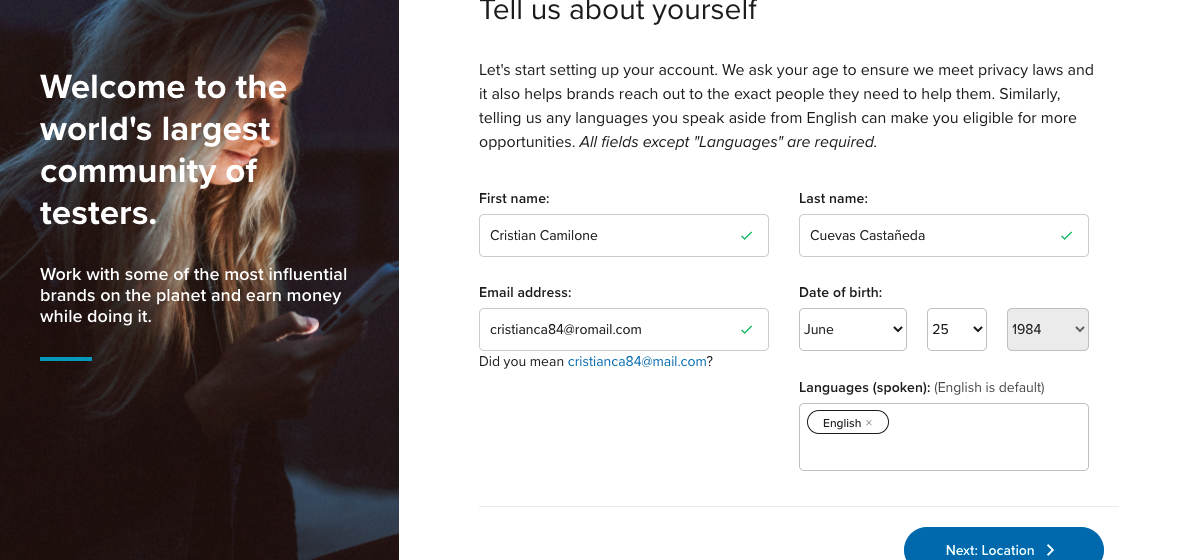 Welcome to the
world's largest
community of
testers.
Work with some of the most influential
brands on the planet and earn money
while doing it.
Tell us about yourself
Let's start setting up your account. We ask your age to ensure we meet privacy laws and
it also helps brands reach out to the exact people they need to help them. Similarly,
telling us any languages you speak aside from English can make you eligible for more
opportunities. All fields except "Languages" are required.
First name:
Cristian Camilone
Last name:
Cuevas Castañeda
Email address:
cristianca84@romail.com
Did you mean cristianca84@mail.com?
Date of birth:
June 25 1984
Languages (spoken): (English is default)
English ×
Next: Location